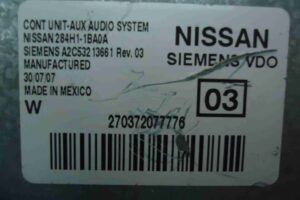 CONT UNIT-AUX AUDIO SYSTEM
NISSAN 284H1-1BA0A
SIEMENS A2C53213661 Rev. 03
MANUFACTURED
30/07/07
MADE IN MEXICO
W
NISSAN
SIEMENS VDO
03
270372077776